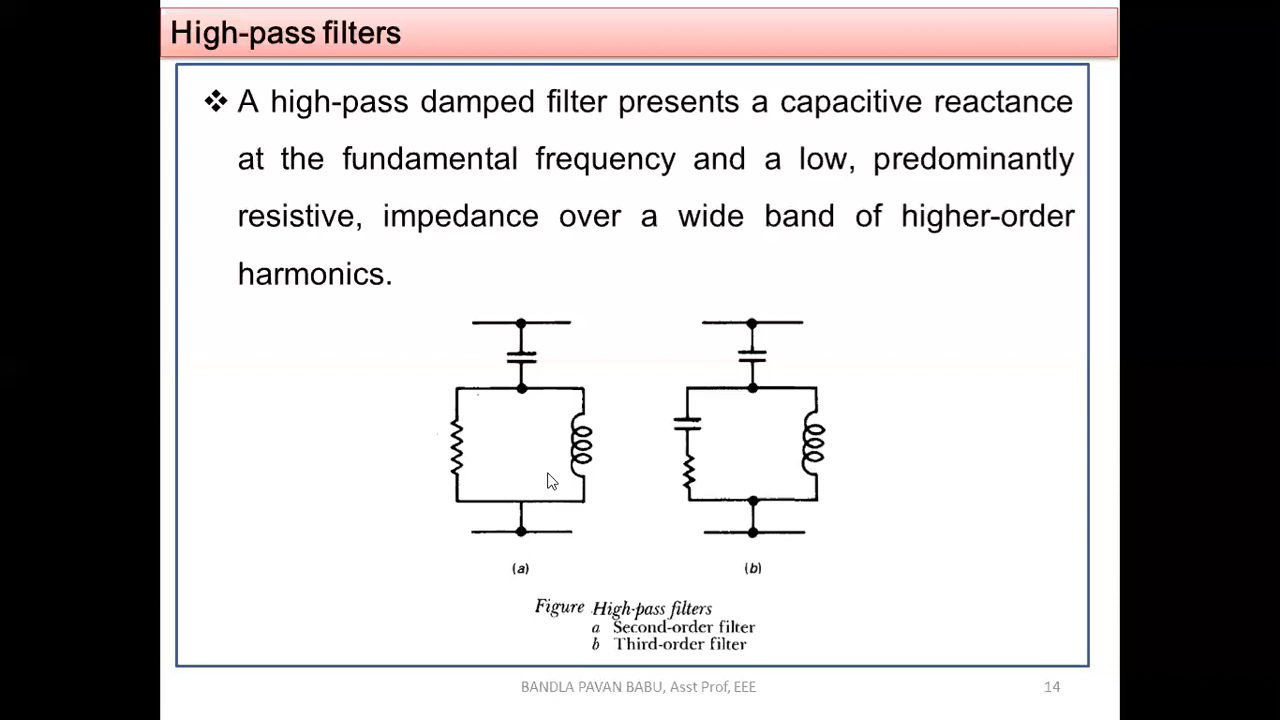 High-pass filters
❖ A high-pass damped filter presents a capacitive reactance
at the fundamental frequency and a low, predominantly
resistive, impedance over a wide band of higher-order
harmonics.
(a) (b)
Figure High-pass filters
a Second-order filter
b Third-order filter
BANDLA PAVAN BABU, Asst Prof, EEE 14